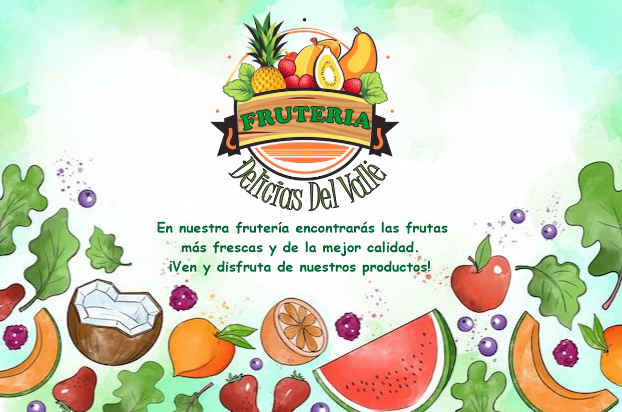 FRUTERIA
Delicias Del Valle
En nuestra frutería encontrarás las frutas
más frescas y de la mejor calidad.
¡Ven y disfruta de nuestros productos!